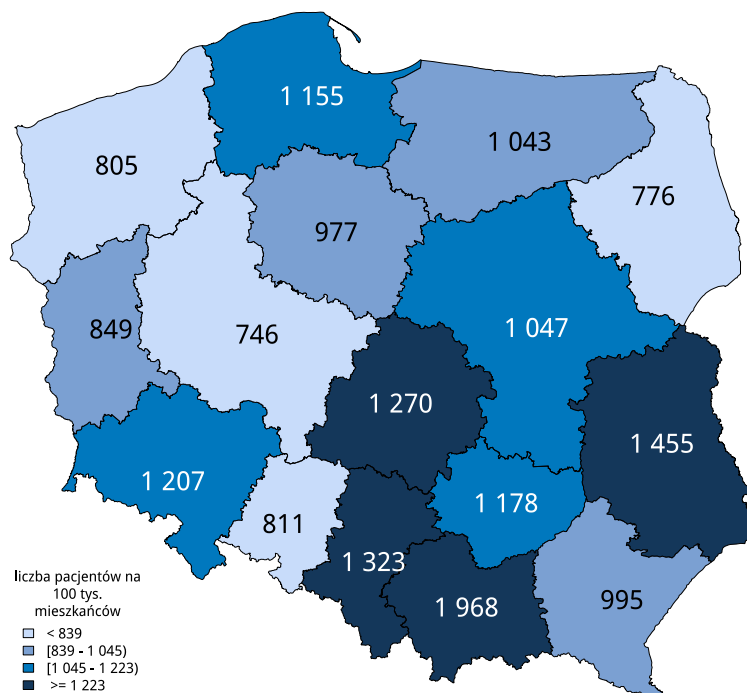 1 155
1 043
805
776
977
1 047
849
746
1 270
1 455
1 207
1 178
811
1 323
995
1 968
liczba pacjentów na
100 tys.
mieszkańców
< 839
[839 - 1 045)
[1 045 - 1 223)
>= 1 223